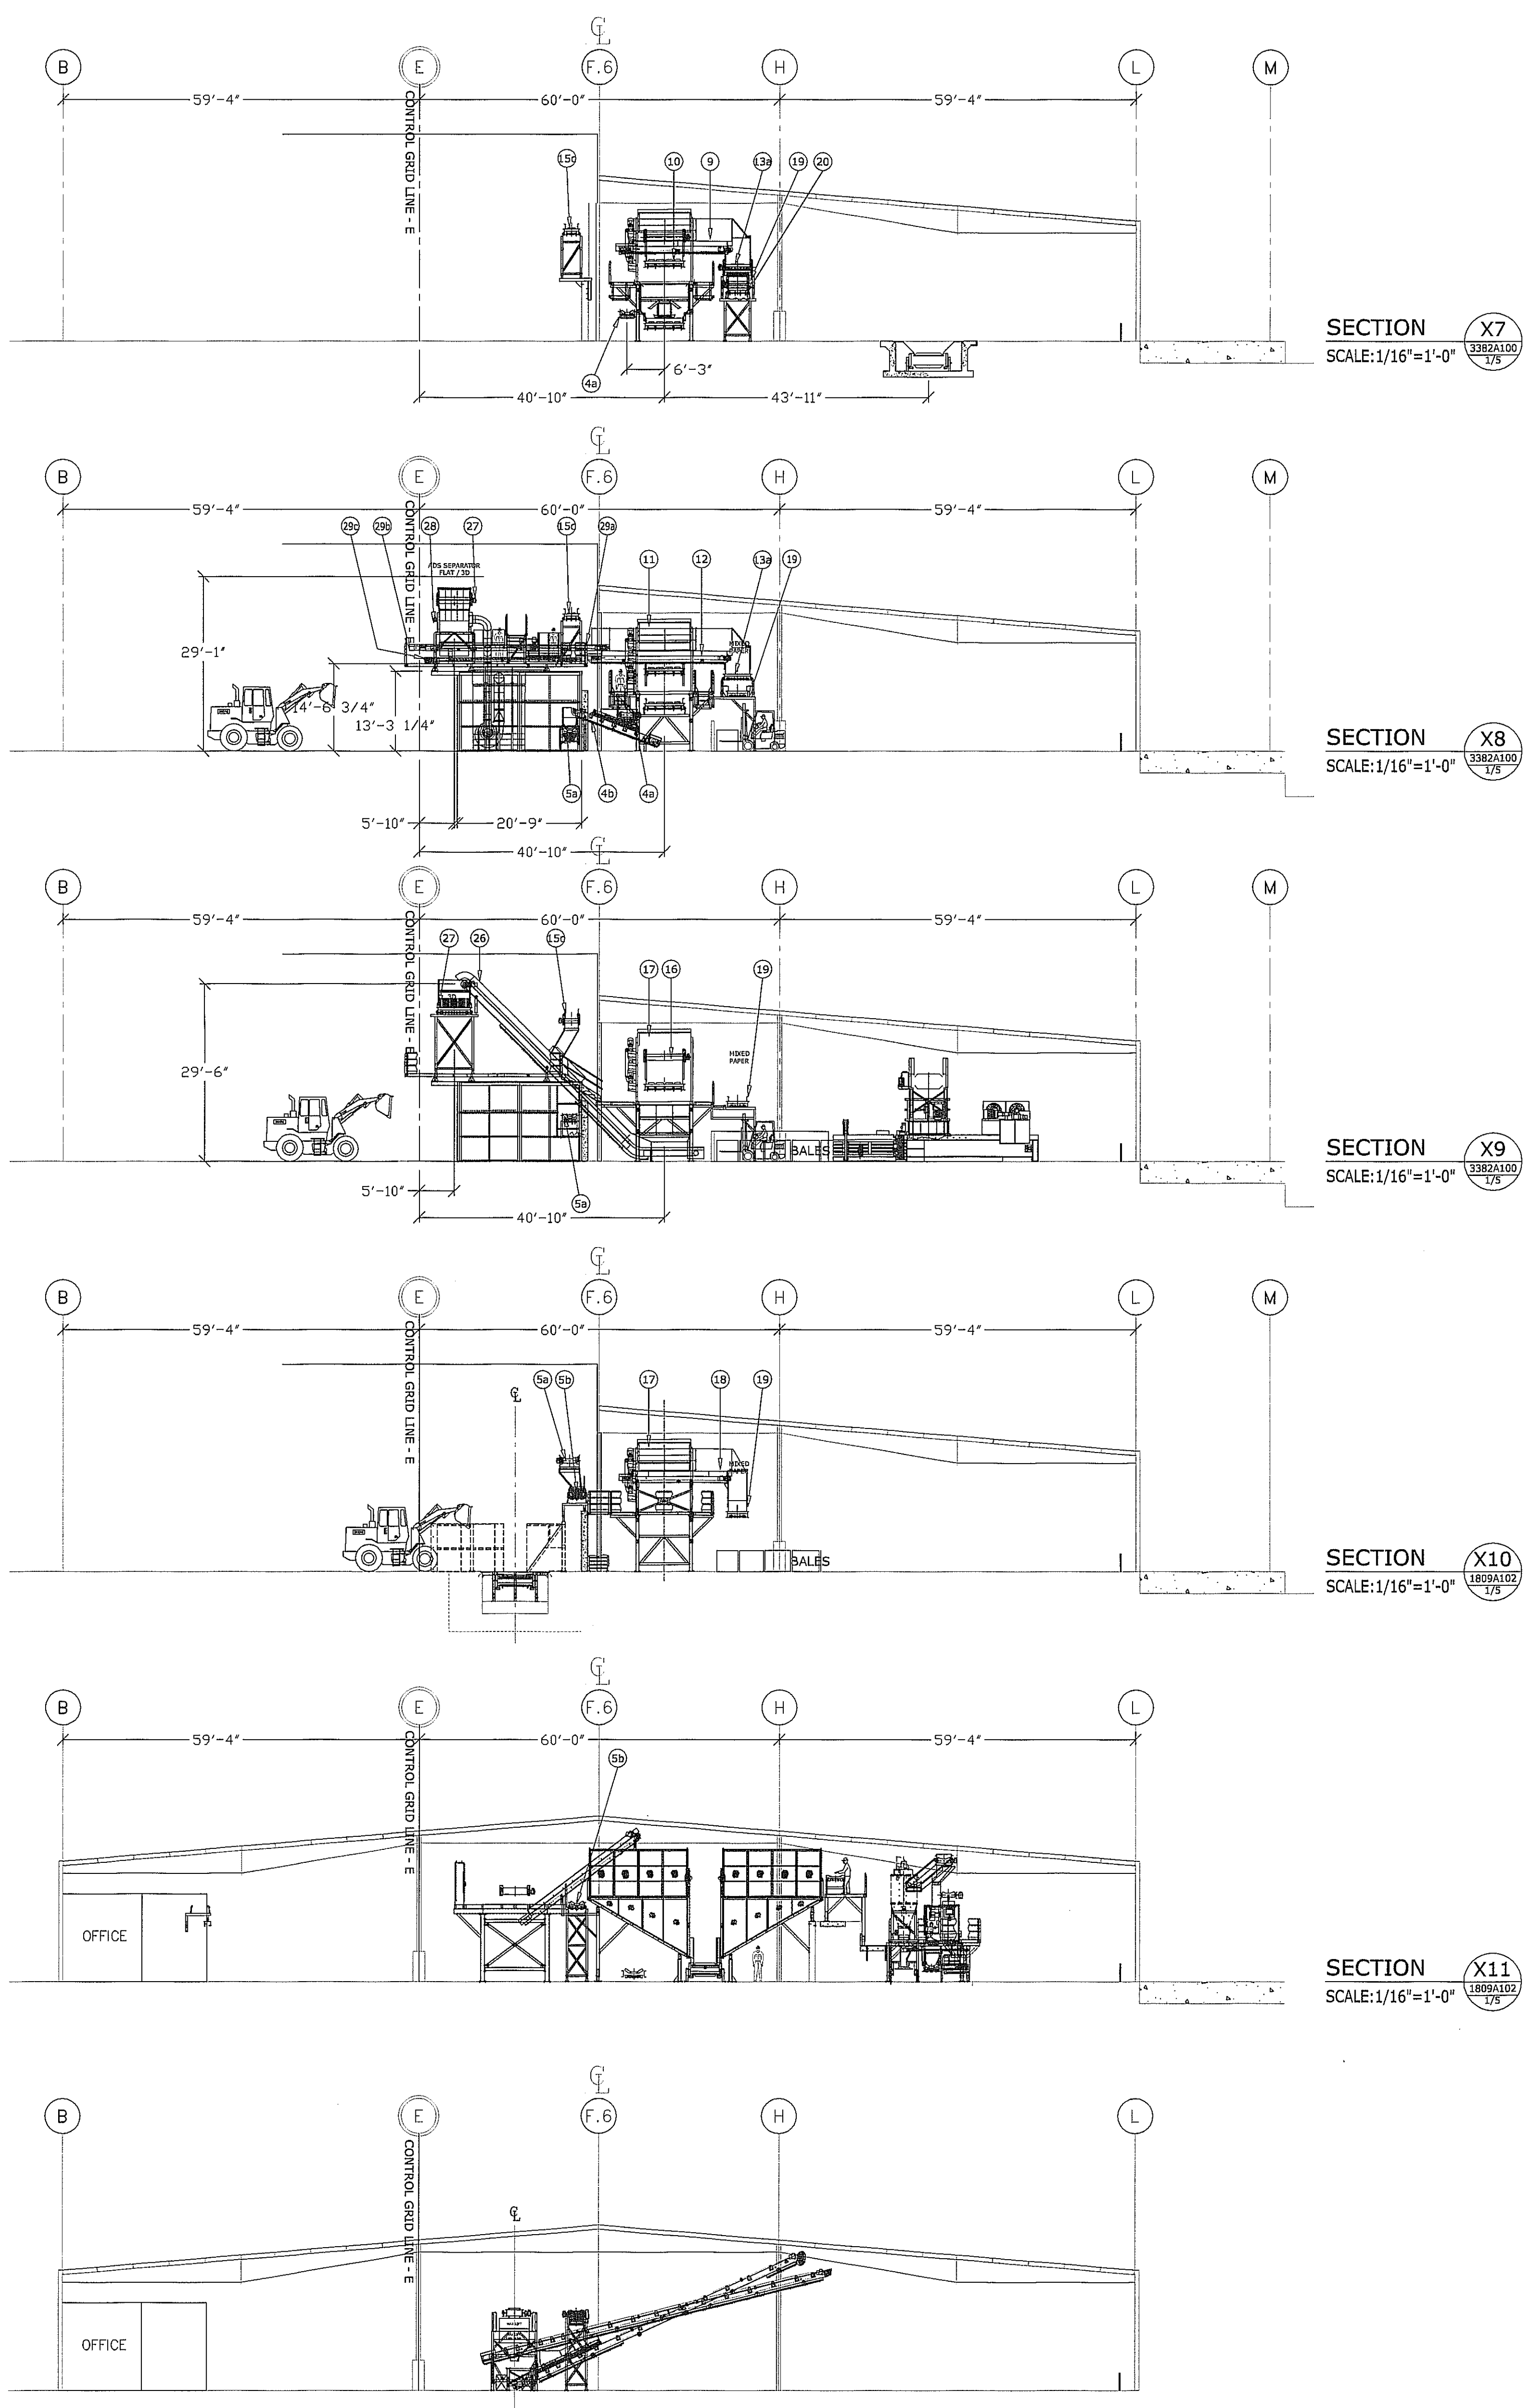 ℄
B E F.6 H L M
59'-4" 60'-0" 59'-4"
CONTROL GRID LINE - E
15c 10 9 13a 19 20
4a
6'-3"
40'-10" 43'-11"
SECTION X7
SCALE:1/16"=1'-0" 3382A100
1/5
℄
B E F.6 H L M
59'-4" 60'-0" 59'-4"
CONTROL GRID LINE - E
29c 29b 28 27 15c 29a
11 12 13a 19
ADS SEPARATOR
FLAT / 3D
29'-1"
MIXED
PAPER
14'-6 3/4"
13'-3 1/4"
5a 4b 4a
5'-10" 20'-9"
40'-10"
SECTION X8
SCALE:1/16"=1'-0" 3382A100
1/5
℄
B E F.6 H L M
59'-4" 60'-0" 59'-4"
CONTROL GRID LINE - E
27 26 15c
17 16 19
29'-6"
MIXED
PAPER
BALES
5'-10"
5a
40'-10"
SECTION X9
SCALE:1/16"=1'-0" 3382A100
1/5
℄
B E F.6 H L M
59'-4" 60'-0" 59'-4"
CONTROL GRID LINE - E
5a 5b 17 18 19
℄
MIXED
PAPER
BALES
SECTION X10
SCALE:1/16"=1'-0" 1809A102
1/5
℄
B E F.6 H L
59'-4" 60'-0" 59'-4"
CONTROL GRID LINE - E
5b
OFFICE
SECTION X11
SCALE:1/16"=1'-0" 1809A102
1/5
℄
B E F.6 H L
CONTROL GRID LINE - E
℄
OFFICE